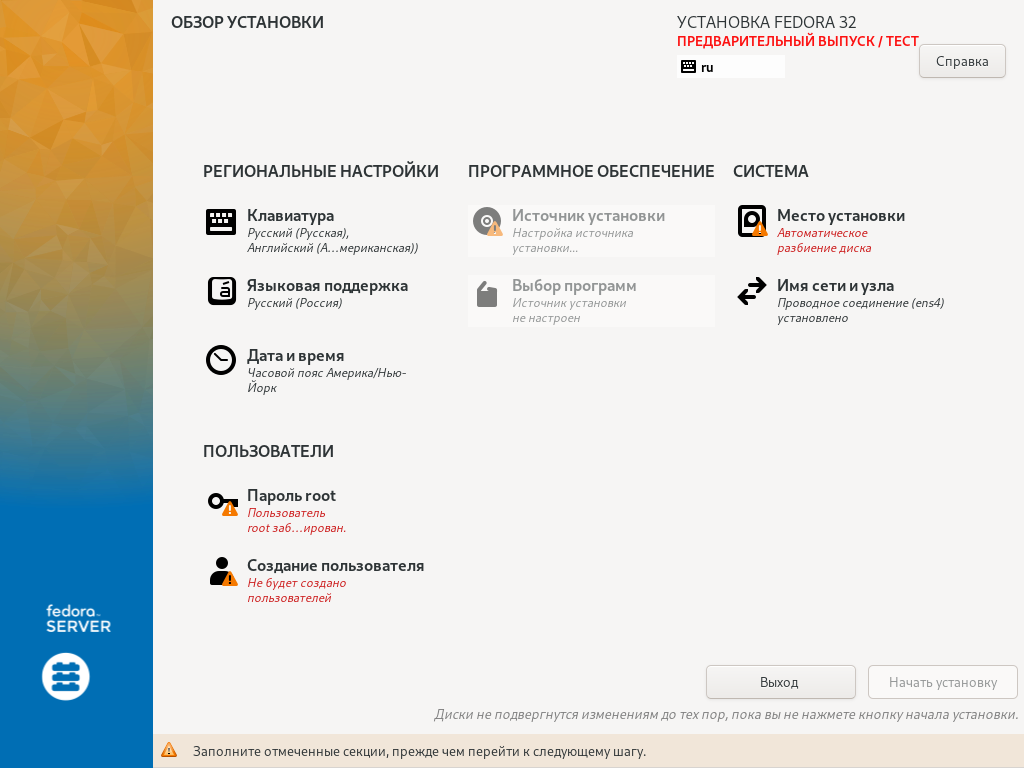 ОБЗОР УСТАНОВКИ
УСТАНОВКА FEDORA 32
ПРЕДВАРИТЕЛЬНЫЙ ВЫПУСК / ТЕСТ
ru
Справка
РЕГИОНАЛЬНЫЕ НАСТРОЙКИ
Клавиатура
Русский (Русская),
Английский (А…мериканская))
Языковая поддержка
Русский (Россия)
Дата и время
Часовой пояс Америка/Нью-
Йорк
ПРОГРАММНОЕ ОБЕСПЕЧЕНИЕ
Источник установки
Настройка источника
установки...
Выбор программ
Источник установки
не настроен
СИСТЕМА
Место установки
Автоматическое
разбиение диска
Имя сети и узла
Проводное соединение (ens4)
установлено
ПОЛЬЗОВАТЕЛИ
Пароль root
Пользователь
root заб…ирован.
Создание пользователя
Не будет создано
пользователей
fedora™
SERVER
Выход
Начать установку
Диски не подвергнутся изменениям до тех пор, пока вы не нажмете кнопку начала установки.
Заполните отмеченные секции, прежде чем перейти к следующему шагу.